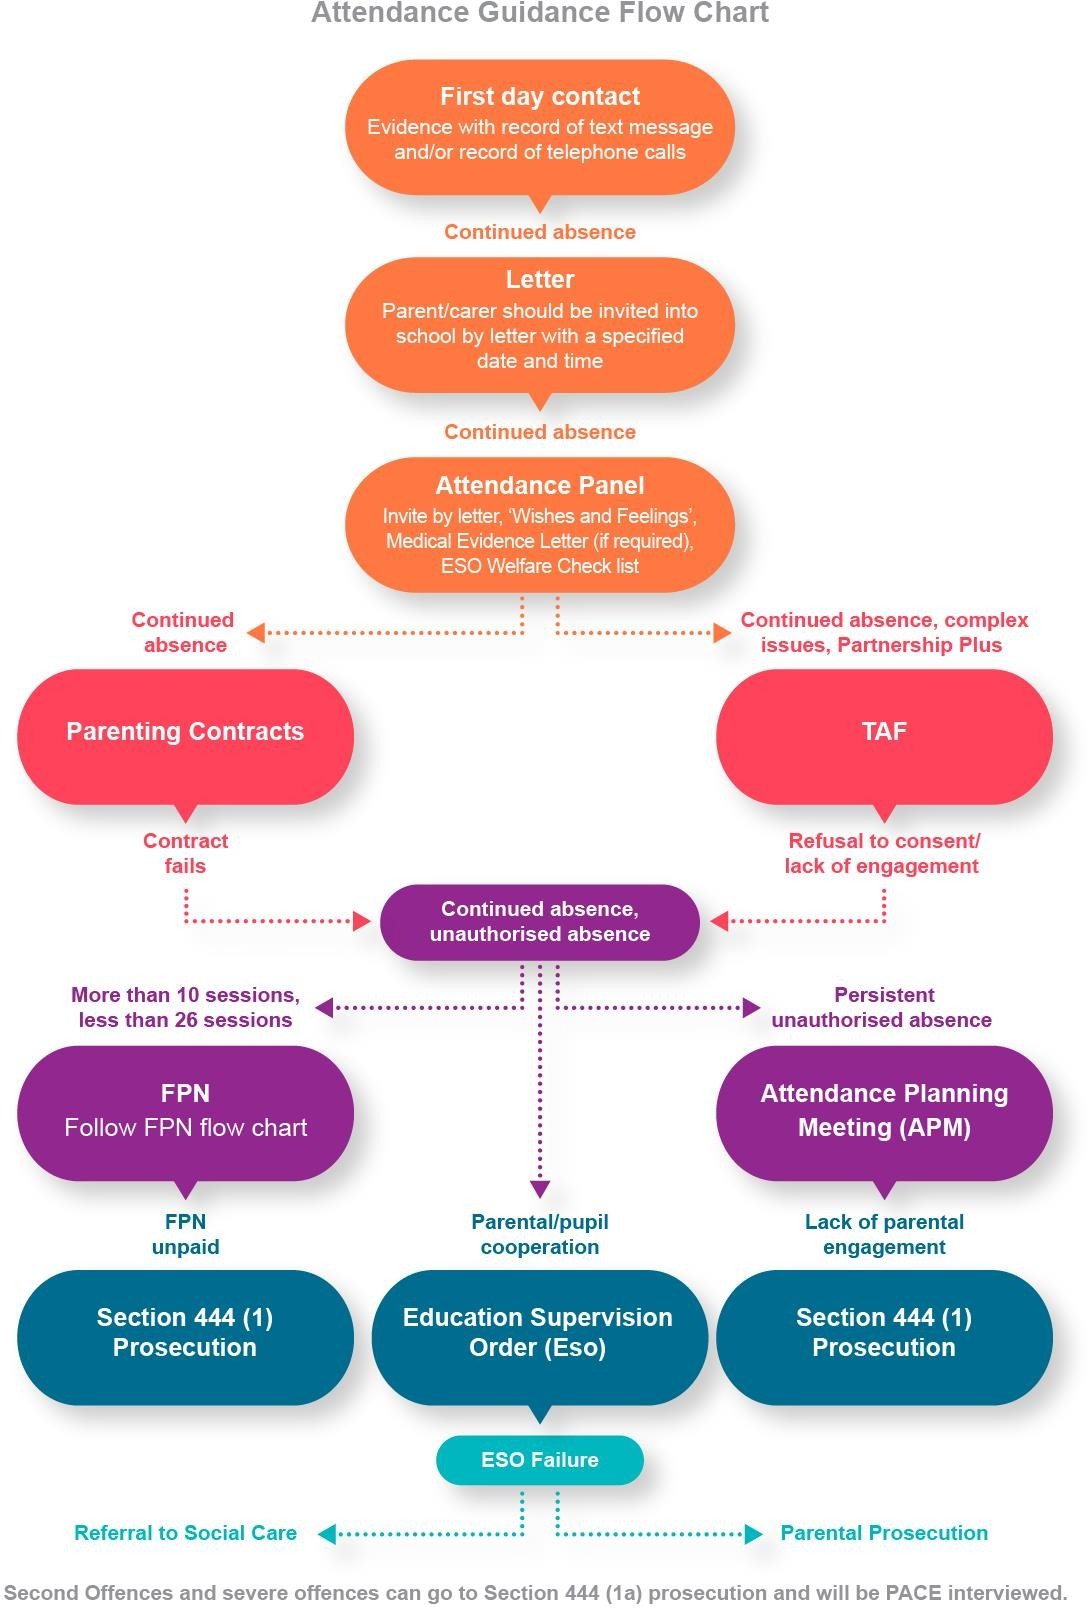 Attendance Guidance Flow Chart
First day contact
Evidence with record of text message
and/or record of telephone calls
Continued absence
Letter
Parent/carer should be invited into
school by letter with a specified
date and time
Continued absence
Attendance Panel
Invite by letter, ‘Wishes and Feelings’,
Medical Evidence Letter (if required),
ESO Welfare Check list
Continued
absence
Continued absence, complex
issues, Partnership Plus
Parenting Contracts
TAF
Contract
fails
Refusal to consent/
lack of engagement
Continued absence,
unauthorised absence
More than 10 sessions,
less than 26 sessions
Persistent
unauthorised absence
FPN
Follow FPN flow chart
Attendance Planning
Meeting (APM)
FPN
unpaid
Parental/pupil
cooperation
Lack of parental
engagement
Section 444 (1)
Prosecution
Education Supervision
Order (Eso)
Section 444 (1)
Prosecution
ESO Failure
Referral to Social Care
Parental Prosecution
Second Offences and severe offences can go to Section 444 (1a) prosecution and will be PACE interviewed.